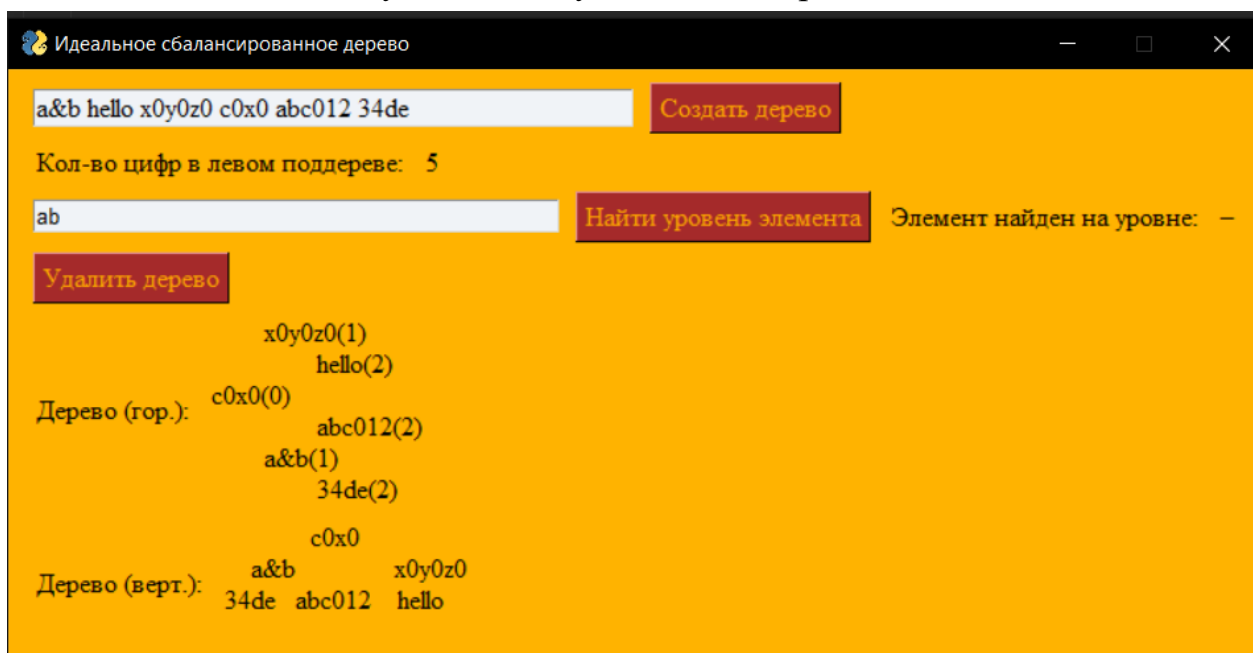 Идеальное сбалансированное дерево
a&b hello x0y0z0 c0x0 abc012 34de Создать дерево
Кол-во цифр в левом поддереве: 5
ab Найти уровень элемента Элемент найден на уровне: –
Удалить дерево
x0y0z0(1)
hello(2)
Дерево (гор.): c0x0(0)
abc012(2)
a&b(1)
34de(2)
c0x0
Дерево (верт.): a&b x0y0z0
34de abc012 hello